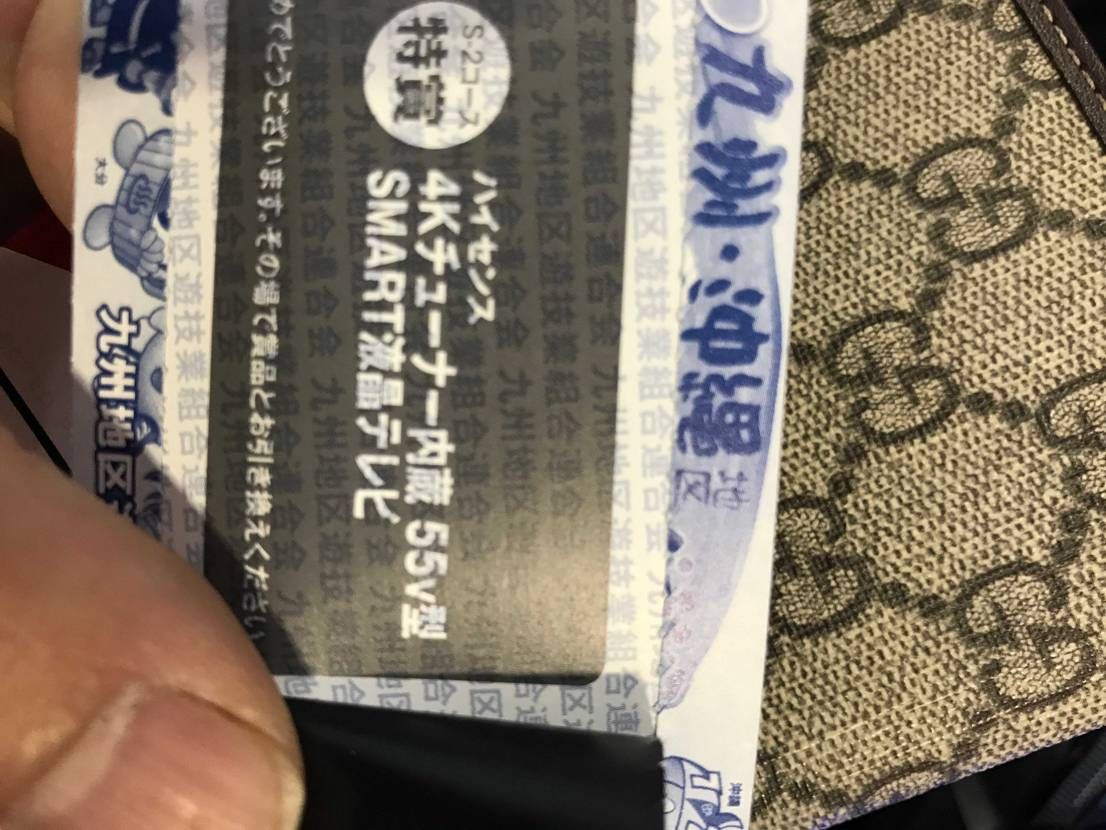 九州・沖縄
地区
S-2コース
特賞
ハイセンス
4Kチューナー内蔵 55v型
SMART液晶テレビ
めでとうございます。その場で賞品とお引き換えください
九州地区遊技業組合連合会
大分
九州地区
沖縄